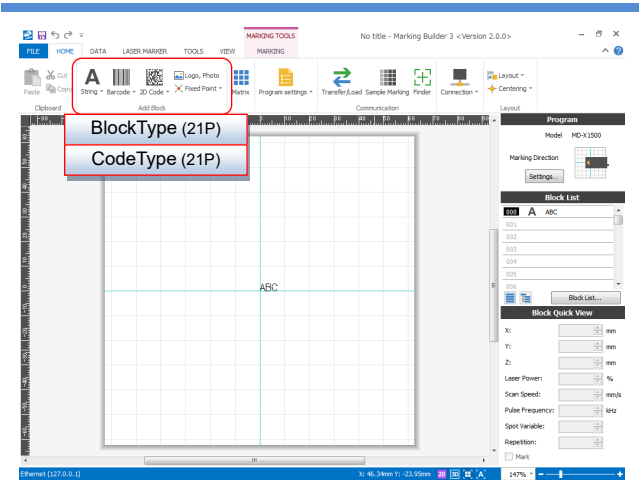 MARKING TOOLS
No title - Marking Builder 3 <Version 2.0.0>
FILE HOME DATA LASER MARKER TOOLS VIEW MARKING
Paste Cut Copy
String Barcode 2D Code Logo, Photo Fixed Point Matrix
Program settings
Transfer/Load Sample Marking Finder Connection
Layout Centering
Clipboard Add Block Communication Layout
BlockType (21P)
CodeType (21P)
ABC
Program
Model MD-X1500
Marking Direction
Settings...
Block List
000 A ABC
001
002
003
004
005
006
Block List...
Block Quick View
X: mm
Y: mm
Z: mm
Laser Power: %
Scan Speed: mm/s
Pulse Frequency: kHz
Spot Variable:
Repetition:
Mark
Ethernet (127.0.0.1) X: 46.34mm Y: -23.95mm 2D 3D A 147%